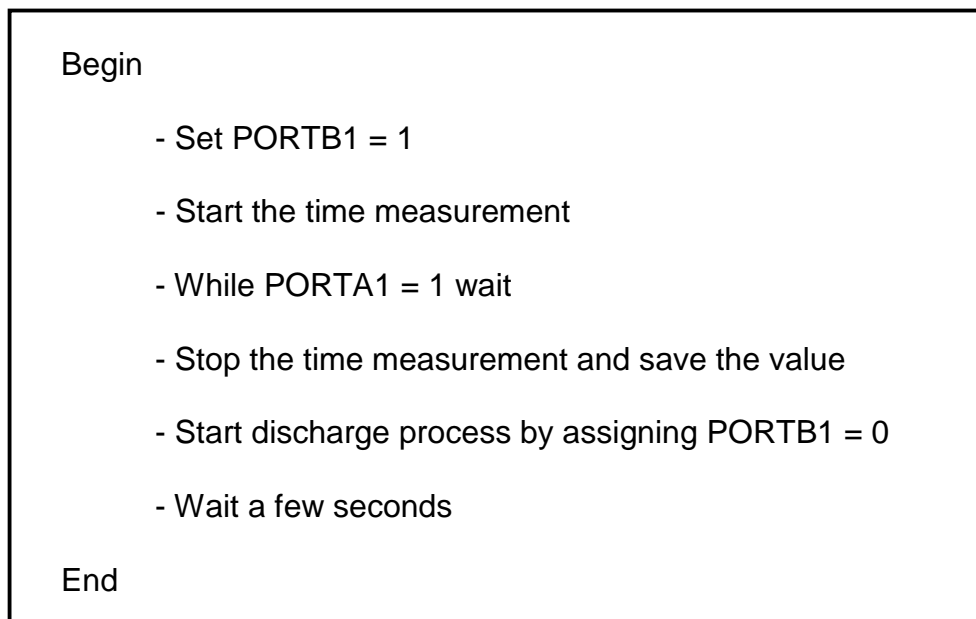 Begin
- Set PORTB1 = 1
- Start the time measurement
- While PORTA1 = 1 wait
- Stop the time measurement and save the value
- Start discharge process by assigning PORTB1 = 0
- Wait a few seconds
End